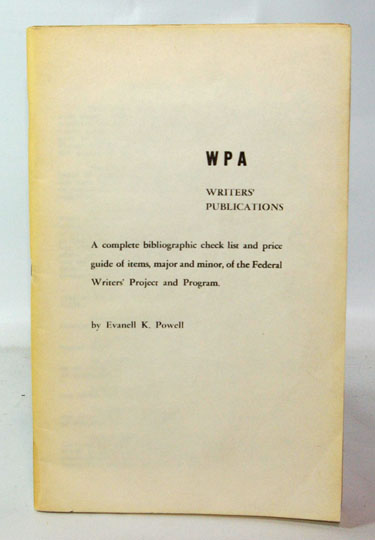 WPA
WRITERS'
PUBLICATIONS
A complete bibliographic check list and price
guide of items, major and minor, of the Federal
Writers' Project and Program.
by Evanell K. Powell